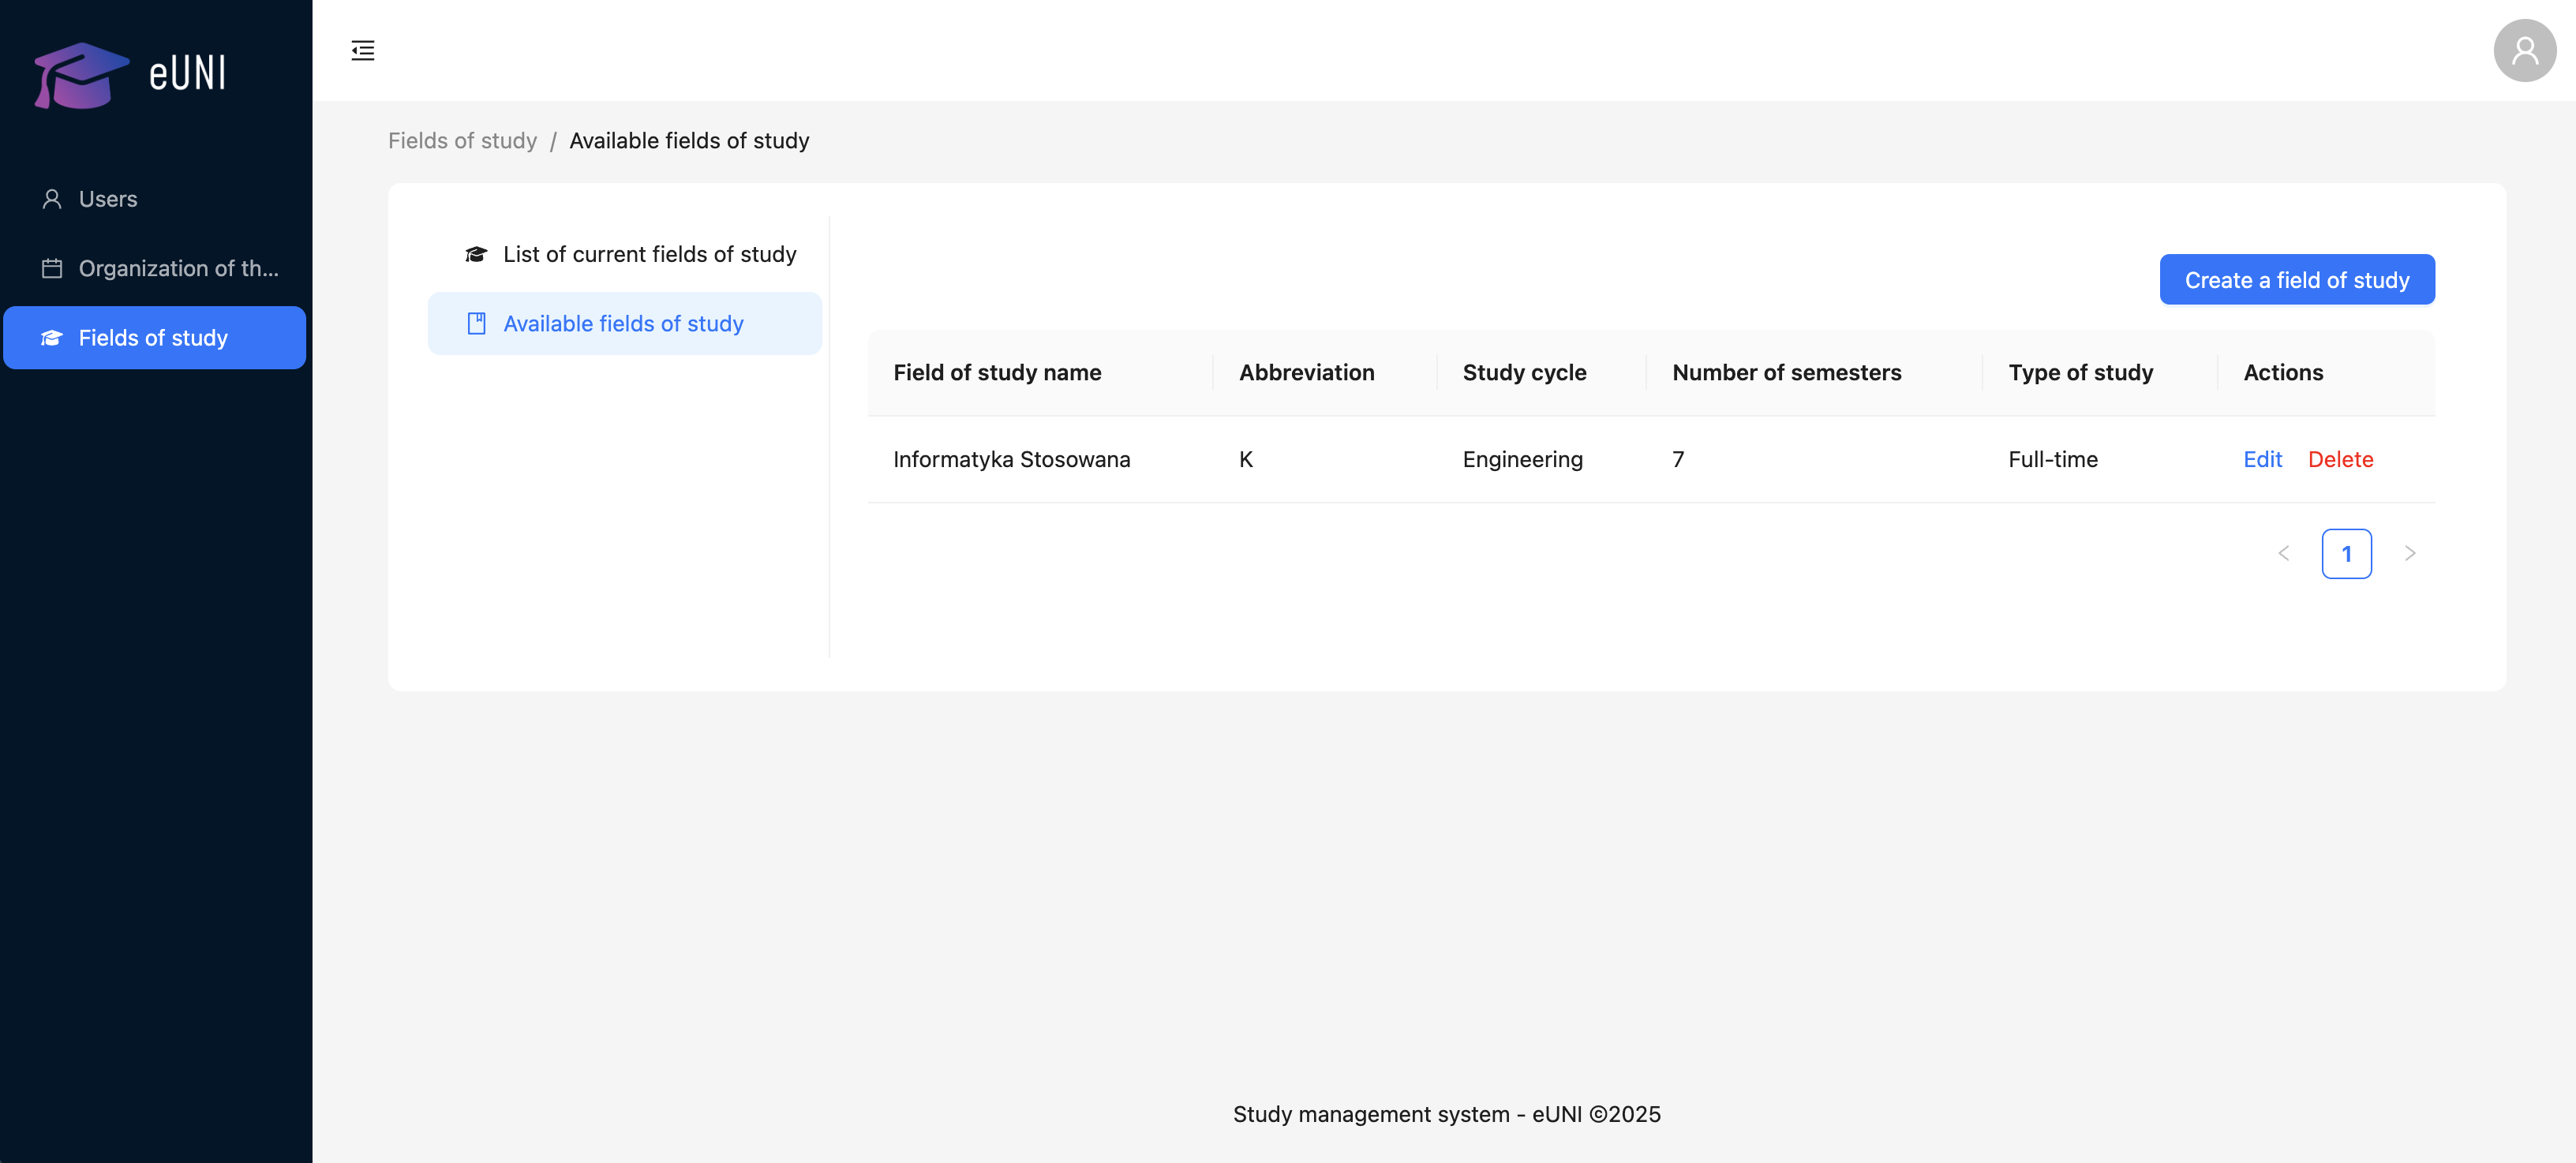 eUNI
Users
Organization of th...
Fields of study
Fields of study / Available fields of study
List of current fields of study
Available fields of study
Create a field of study
Field of study name Abbreviation Study cycle Number of semesters Type of study Actions
Informatyka Stosowana K Engineering 7 Full-time Edit Delete
1
Study management system - eUNI ©2025